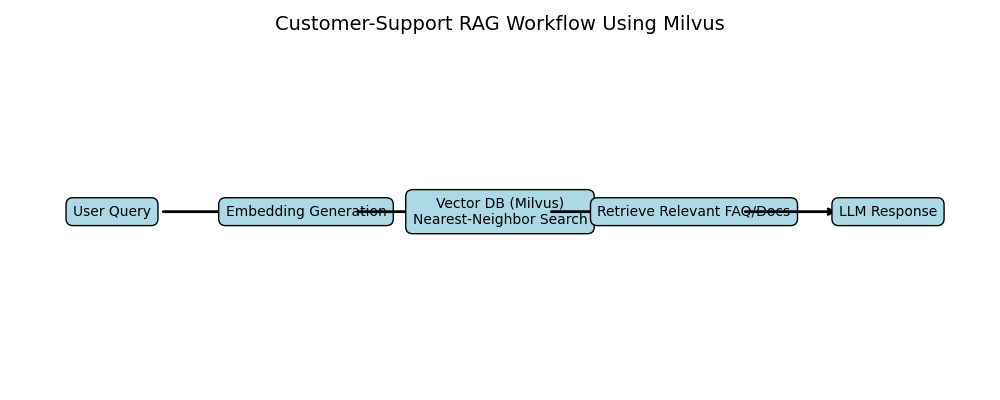 Customer-Support RAG Workflow Using Milvus
User Query
Embedding Generation
Vector DB (Milvus)
Nearest-Neighbor Search
Retrieve Relevant FAQ/Docs
LLM Response